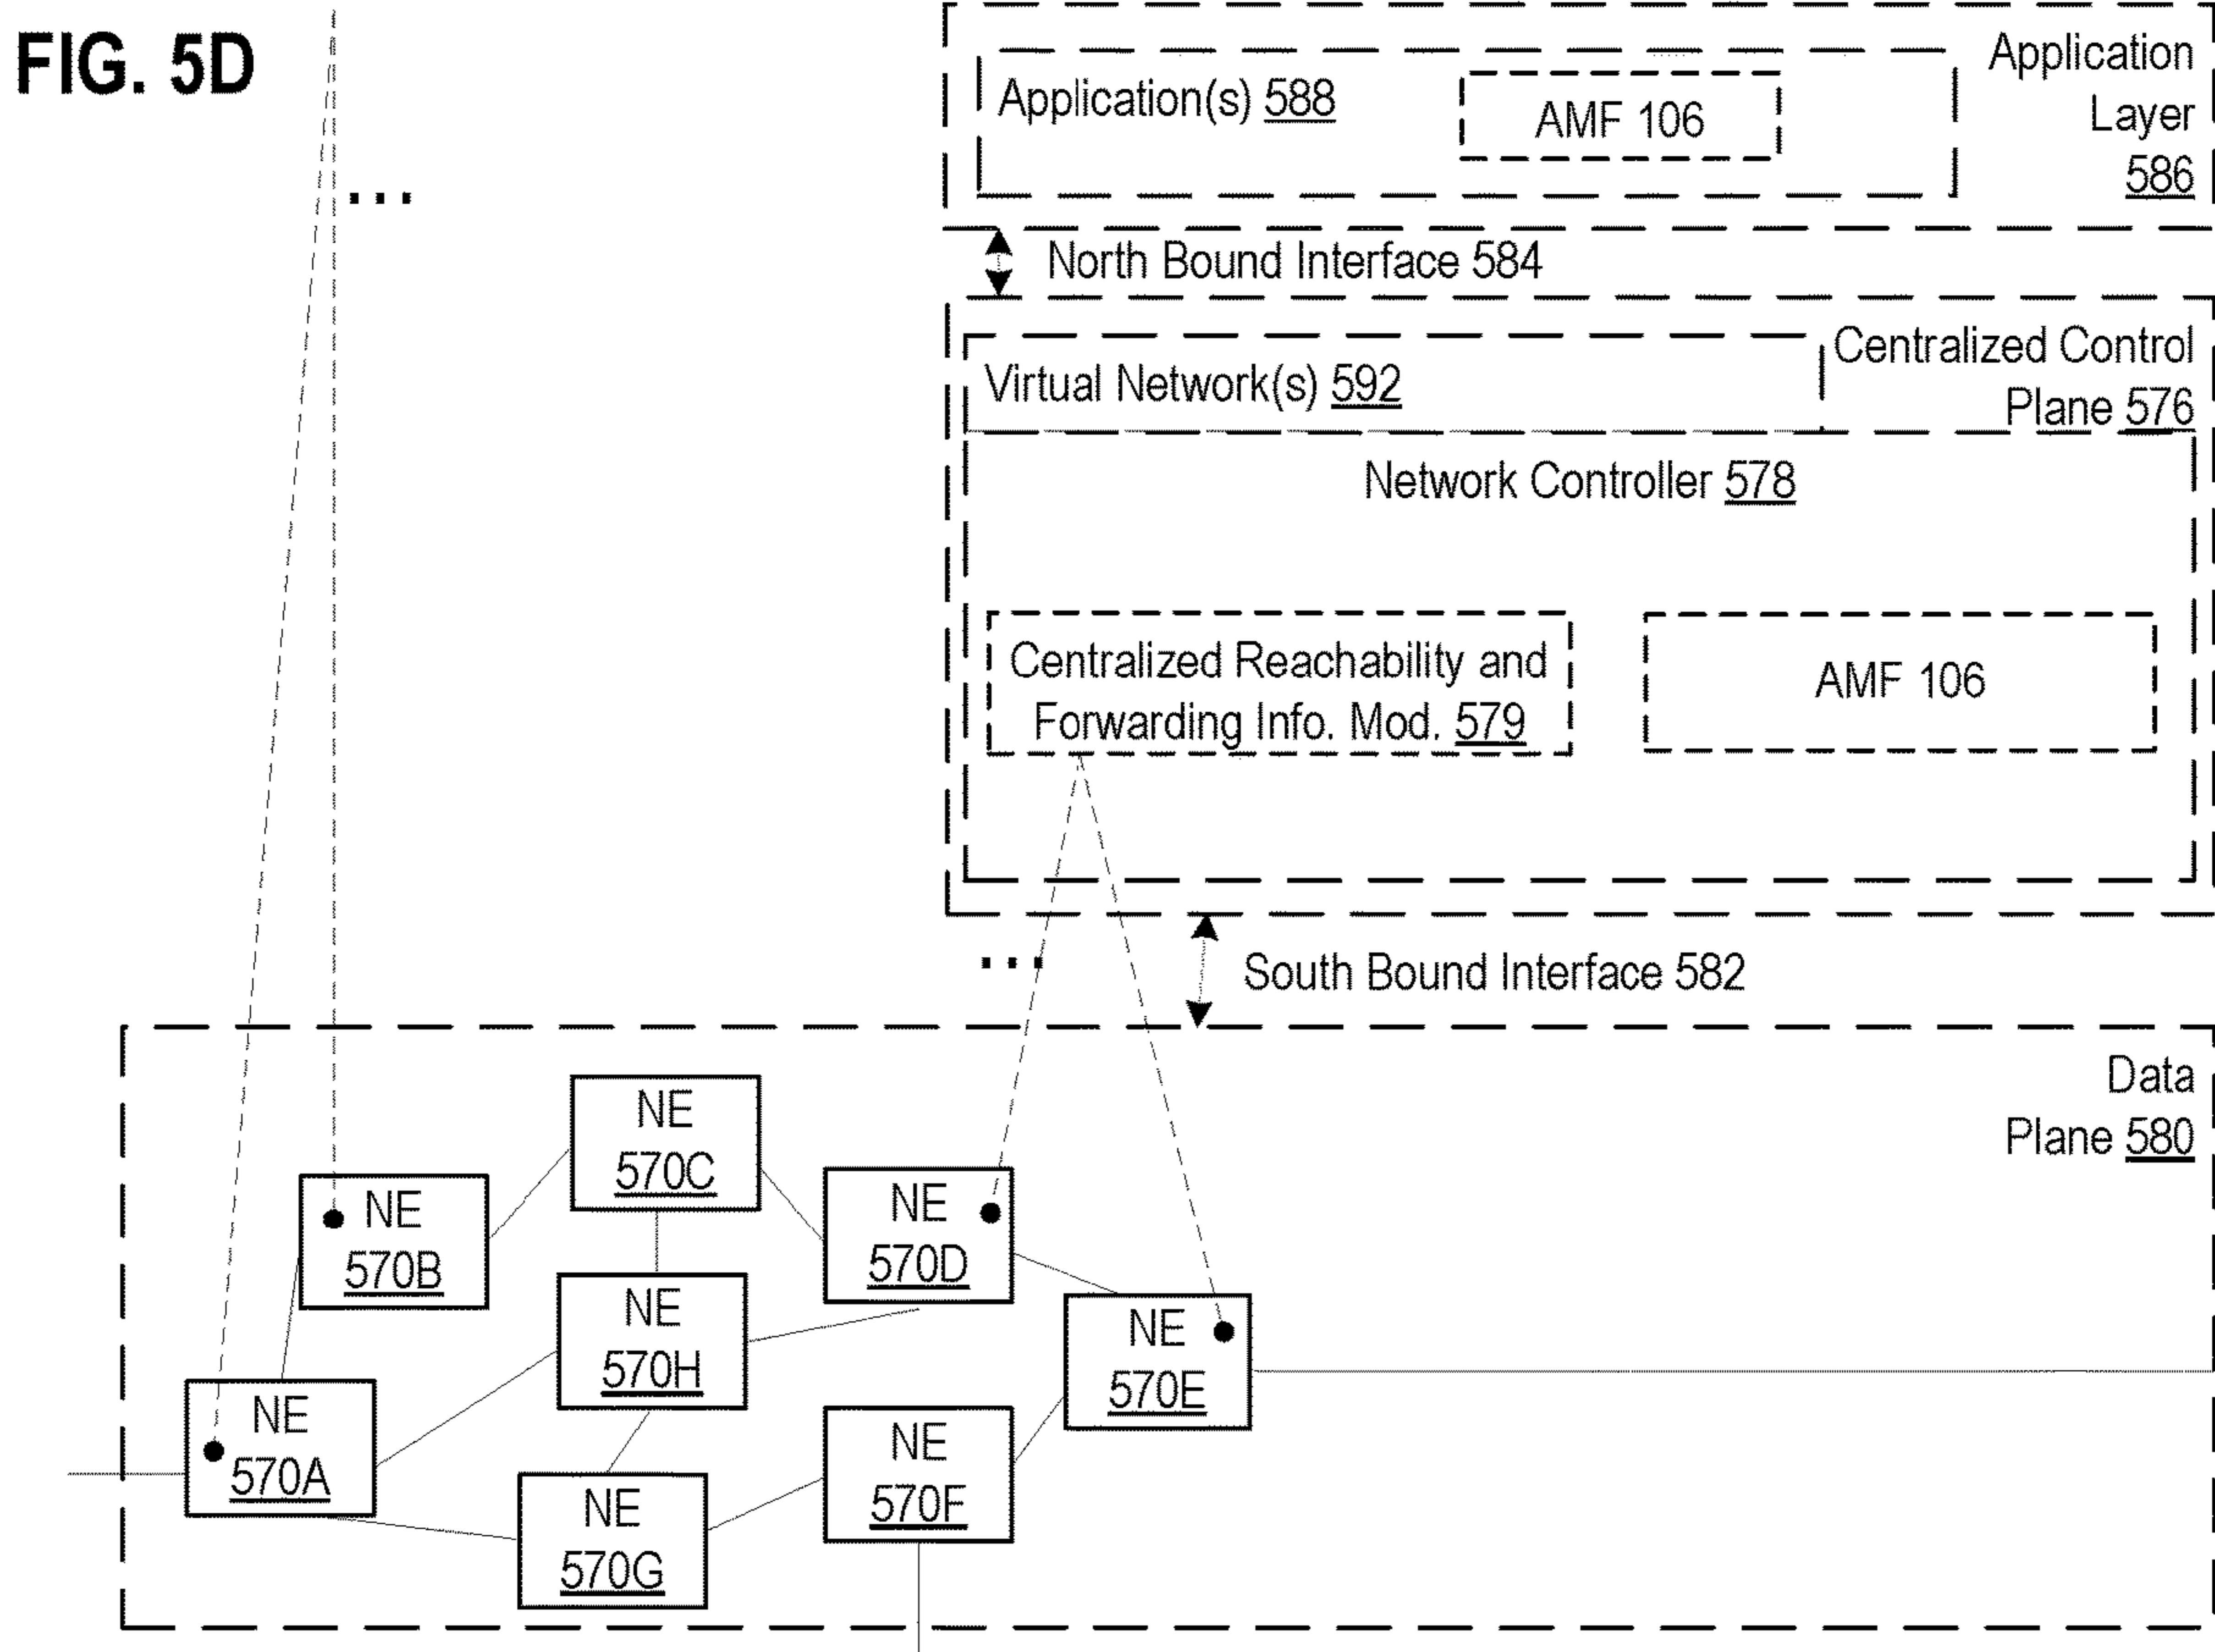 FIG. 5D
Application
Layer
586
Application(s) 588
AMF 106
...
North Bound Interface 584
Centralized Control
Plane 576
Virtual Network(s) 592
Network Controller 578
Centralized Reachability and
Forwarding Info. Mod. 579
AMF 106
...
South Bound Interface 582
Data
Plane 580
NE
570C
NE
570B
NE
570D
NE
570H
NE
570E
NE
570A
NE
570F
NE
570G